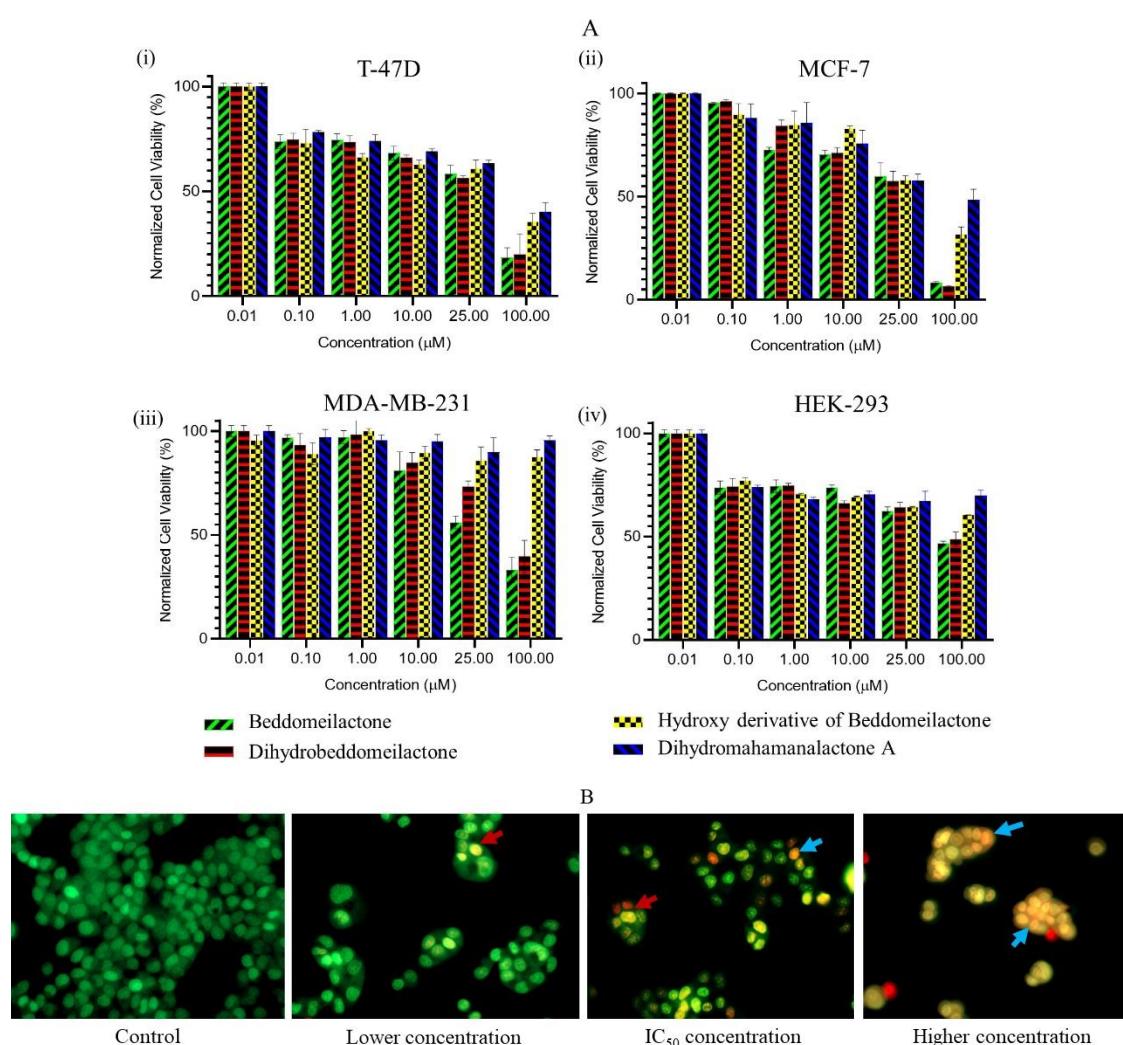 A
(i)
T-47D
Normalized Cell Viability (%)
100
50
0
0.01 0.10 1.00 10.00 25.00 100.00
Concentration (μM)
(ii)
MCF-7
Normalized Cell Viability (%)
100
50
0
0.01 0.10 1.00 10.00 25.00 100.00
Concentration (μM)
(iii)
MDA-MB-231
Normalized Cell Viability (%)
100
50
0
0.01 0.10 1.00 10.00 25.00 100.00
Concentration (μM)
(iv)
HEK-293
Normalized Cell Viability (%)
100
50
0
0.01 0.10 1.00 10.00 25.00 100.00
Concentration (μM)
Beddomeilactone
Dihydrobeddomeilactone
Hydroxy derivative of Beddomeilactone
Dihydromahamanalactone A
B
Control
Lower concentration
IC₅₀ concentration
Higher concentration